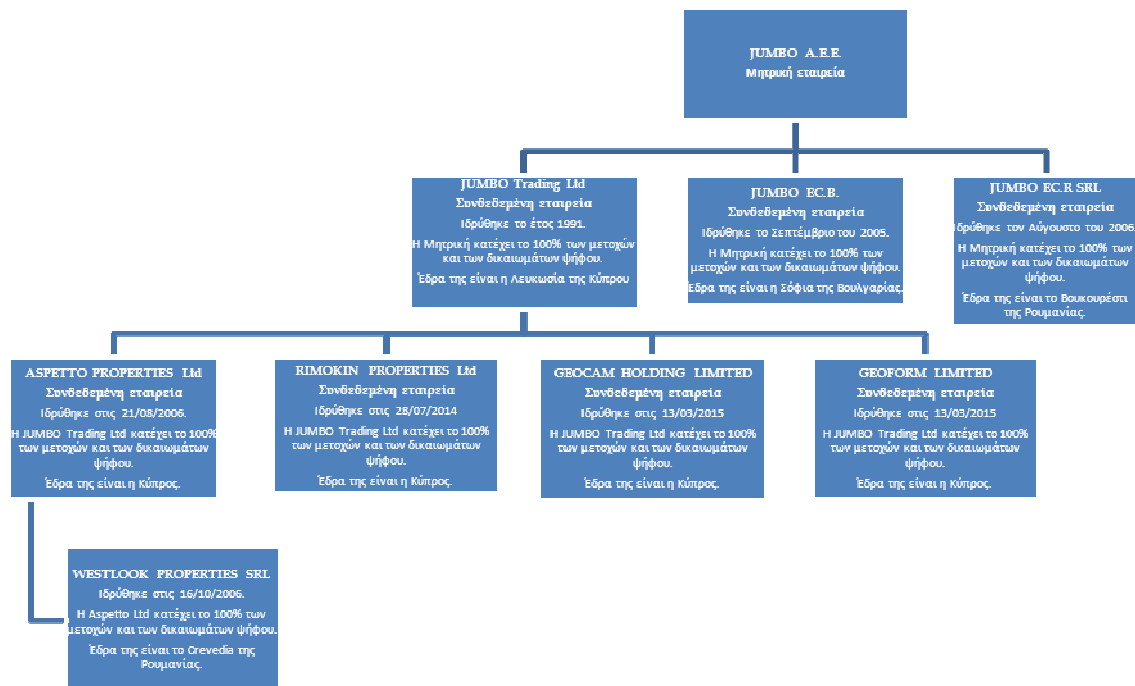 JUMBO A.E.E.
Μητρική εταιρεία
JUMBO Trading Ltd
Συνδεδεμένη εταιρεία
Ιδρύθηκε το έτος 1991.
Η Μητρική κατέχει το 100% των μετοχών
και των δικαιωμάτων ψήφου.
Έδρα της είναι η Λευκωσία της Κύπρου
JUMBO EC.B.
Συνδεδεμένη εταιρεία
Ιδρύθηκε το Σεπτέμβριο του 2005.
Η Μητρική κατέχει το 100% των
μετοχών και των δικαιωμάτων ψήφου.
Έδρα της είναι η Σόφια της Βουλγαρίας.
JUMBO EC.R SRL
Συνδεδεμένη εταιρεία
Ιδρύθηκε τον Αύγουστο του 2006.
Η Μητρική κατέχει το 100% των
μετοχών και των δικαιωμάτων
ψήφου.
Έδρα της είναι το Βουκουρέστι
της Ρουμανίας.
ASPETTO PROPERTIES Ltd
Συνδεδεμένη εταιρεία
Ιδρύθηκε στις 21/08/2006.
Η JUMBO Trading Ltd κατέχει το 100%
των μετοχών και των δικαιωμάτων
ψήφου.
Έδρα της είναι η Κύπρος.
RIMOKIN PROPERTIES Ltd
Συνδεδεμένη εταιρεία
Ιδρύθηκε στις 28/07/2014
Η JUMBO Trading Ltd κατέχει το 100%
των μετοχών και των δικαιωμάτων
ψήφου.
Έδρα της είναι η Κύπρος.
GEOCAM HOLDING LIMITED
Συνδεδεμένη εταιρεία
Ιδρύθηκε στις 13/03/2015
Η JUMBO Trading Ltd κατέχει το 100%
των μετοχών και των δικαιωμάτων
ψήφου.
Έδρα της είναι η Κύπρος.
GEOFORM LIMITED
Συνδεδεμένη εταιρεία
Ιδρύθηκε στις 13/03/2015
Η JUMBO Trading Ltd κατέχει το 100%
των μετοχών και των δικαιωμάτων
ψήφου.
Έδρα της είναι η Κύπρος.
WESTLOOK PROPERTIES SRL
Ιδρύθηκε στις 16/10/2006.
Η Aspetto Ltd κατέχει το 100% των
μετοχών και των δικαιωμάτων ψήφου.
Έδρα της είναι το Crevedia της
Ρουμανίας.